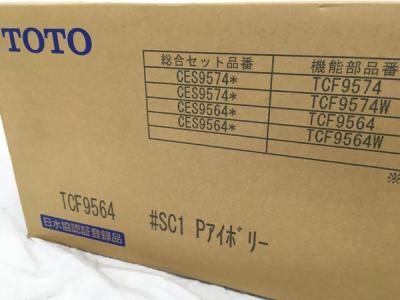 TOTO
総合セット品番 機能部品番
CES9574* TCF9574
CES9574* TCF9574W
CES9564* TCF9564
CES9564* TCF9564W
※
TCF9564 #SC1 Pアイボリー
日水協認証登録品